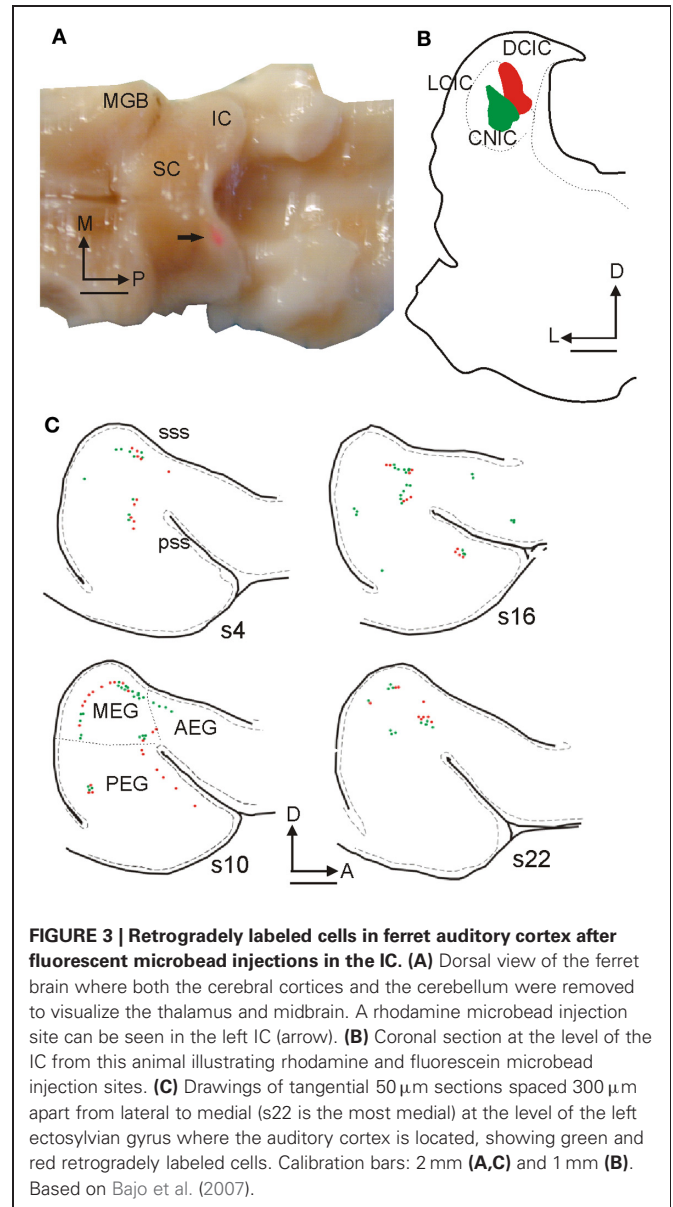 A
MGB
IC
SC
M
P
B
DCIC
LCIC
CNIC
D
L
C
sss
pss
s4
s16
MEG
AEG
PEG
s10
D
A
s22
FIGURE 3 | Retrogradely labeled cells in ferret auditory cortex after
fluorescent microbead injections in the IC. (A) Dorsal view of the ferret
brain where both the cerebral cortices and the cerebellum were removed
to visualize the thalamus and midbrain. A rhodamine microbead injection
site can be seen in the left IC (arrow). (B) Coronal section at the level of the
IC from this animal illustrating rhodamine and fluorescein microbead
injection sites. (C) Drawings of tangential 50 μm sections spaced 300 μm
apart from lateral to medial (s22 is the most medial) at the level of the left
ectosylvian gyrus where the auditory cortex is located, showing green and
red retrogradely labeled cells. Calibration bars: 2 mm (A,C) and 1 mm (B).
Based on Bajo et al. (2007).